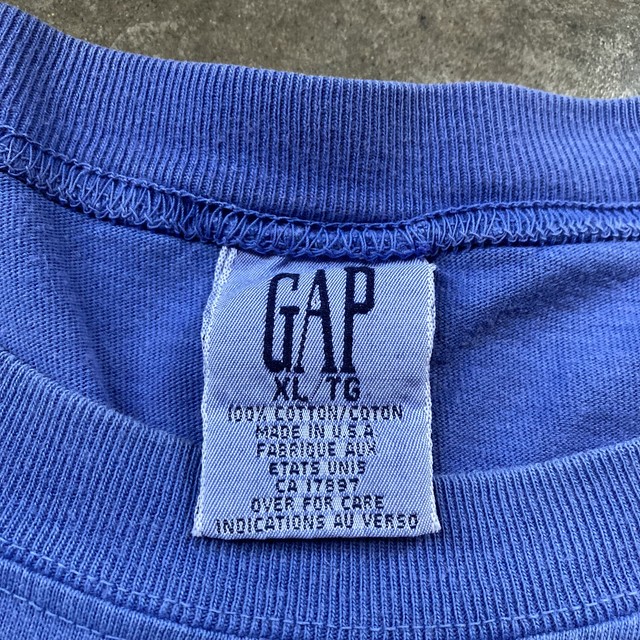 GAP
XL/TG
100% COTTON/COTON
MADE IN U.S.A
FABRIQUE AUX
ETATS UNIS
CA 17897
OVER FOR CARE
INDICATIONS AU VERSO